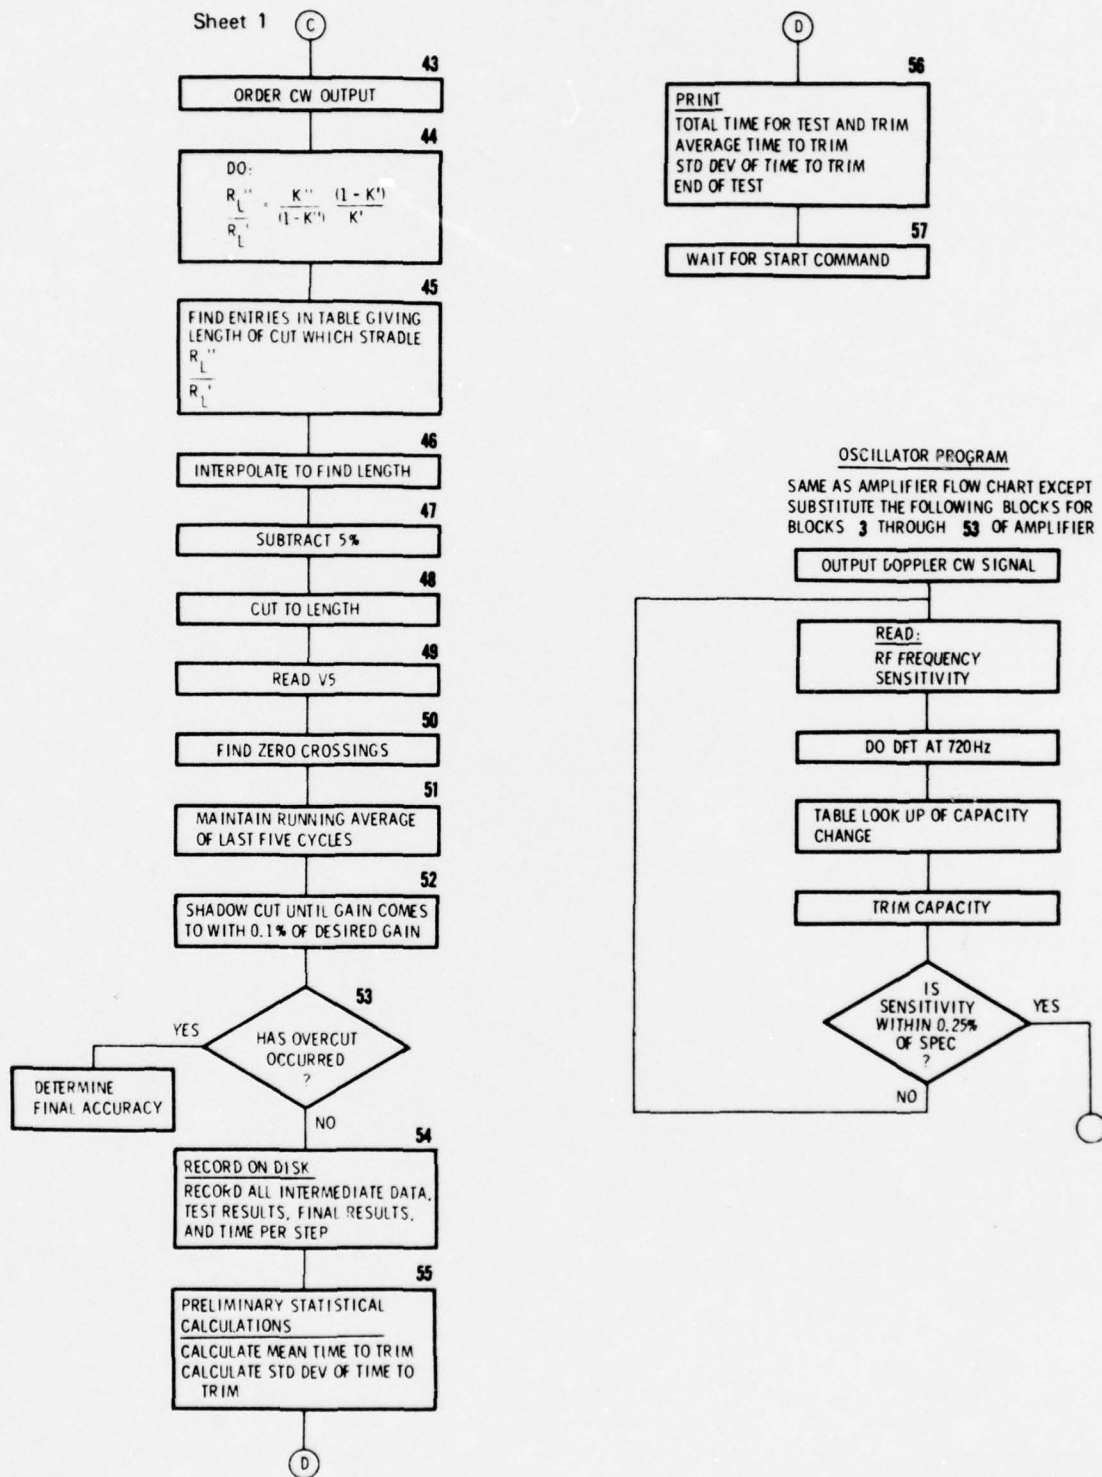 Sheet 1
C
43
ORDER CW OUTPUT
44
DO:
R_L'' / R_L' = K'' / (1 - K'') (1 - K') / K'
45
FIND ENTRIES IN TABLE GIVING
LENGTH OF CUT WHICH STRADLE
R_L''
R_L'
46
INTERPOLATE TO FIND LENGTH
47
SUBTRACT 5%
48
CUT TO LENGTH
49
READ V5
50
FIND ZERO CROSSINGS
51
MAINTAIN RUNNING AVERAGE
OF LAST FIVE CYCLES
52
SHADOW CUT UNTIL GAIN COMES
TO WITH 0.1% OF DESIRED GAIN
53
HAS OVERCUT
OCCURRED
?
YES
DETERMINE
FINAL ACCURACY
NO
54
RECORD ON DISK
RECORD ALL INTERMEDIATE DATA,
TEST RESULTS, FINAL RESULTS,
AND TIME PER STEP
55
PRELIMINARY STATISTICAL
CALCULATIONS
CALCULATE MEAN TIME TO TRIM
CALCULATE STD DEV OF TIME TO
TRIM
D
D
56
PRINT
TOTAL TIME FOR TEST AND TRIM
AVERAGE TIME TO TRIM
STD DEV OF TIME TO TRIM
END OF TEST
57
WAIT FOR START COMMAND
OSCILLATOR PROGRAM
SAME AS AMPLIFIER FLOW CHART EXCEPT
SUBSTITUTE THE FOLLOWING BLOCKS FOR
BLOCKS 3 THROUGH 53 OF AMPLIFIER
OUTPUT DOPPLER CW SIGNAL
READ:
RF FREQUENCY
SENSITIVITY
DO DFT AT 720Hz
TABLE LOOK UP OF CAPACITY
CHANGE
TRIM CAPACITY
IS
SENSITIVITY
WITHIN 0.25%
OF SPEC
?
YES
NO